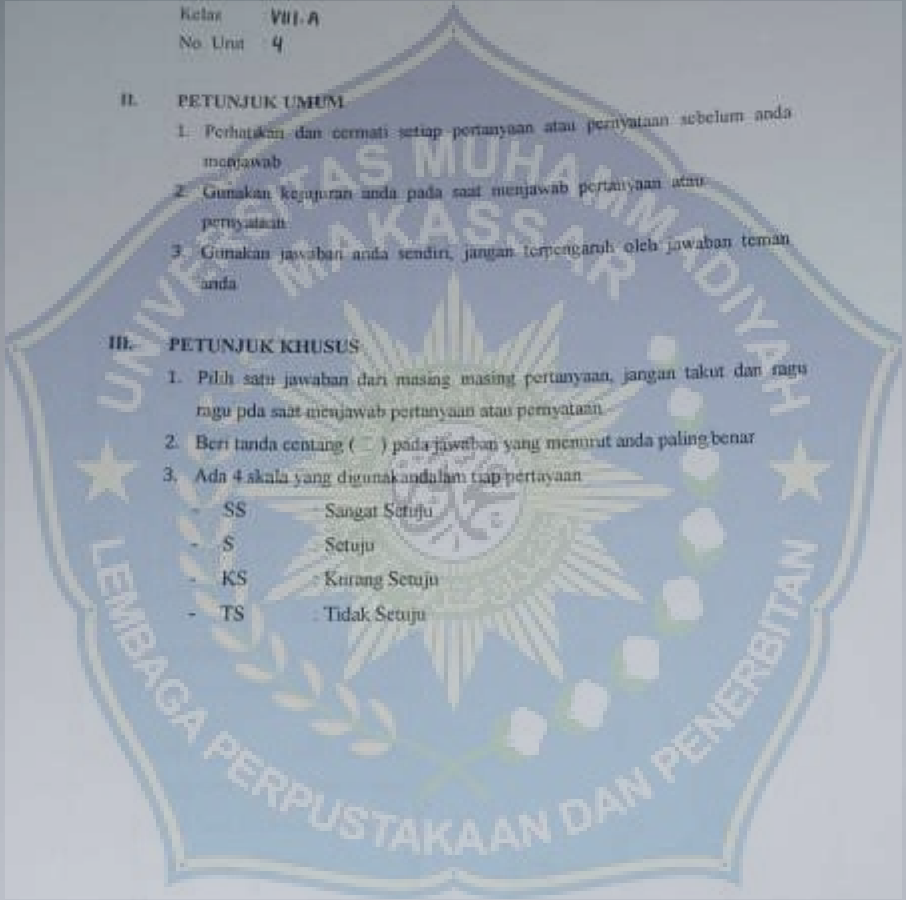 Kelas VIII.A
No Urut 4
II. PETUNJUK UMUM
1. Perhatikan dan cermati setiap pertanyaan atau pernyataan sebelum anda
menjawab
2. Gunakan kejujuran anda pada saat menjawab pertanyaan atau
pernyataan
3. Gunakan jawaban anda sendiri, jangan terpengaruh oleh jawaban teman
anda
III. PETUNJUK KHUSUS
1. Pilih satu jawaban dari masing masing pertanyaan, jangan takut dan ragu
ragu pda saat menjawab pertanyaan atau pernyataan
2. Beri tanda centang ( ) pada jawaban yang menurut anda paling benar
3. Ada 4 skala yang digunakandalam tiap pertayaan
- SS : Sangat Setuju
- S : Setuju
- KS : Kurang Setuju
- TS : Tidak Setuju
UNIVERSITAS MUHAMMADIYAH
MAKASSAR
LEMBAGA PERPUSTAKAAN DAN PENERBITAN